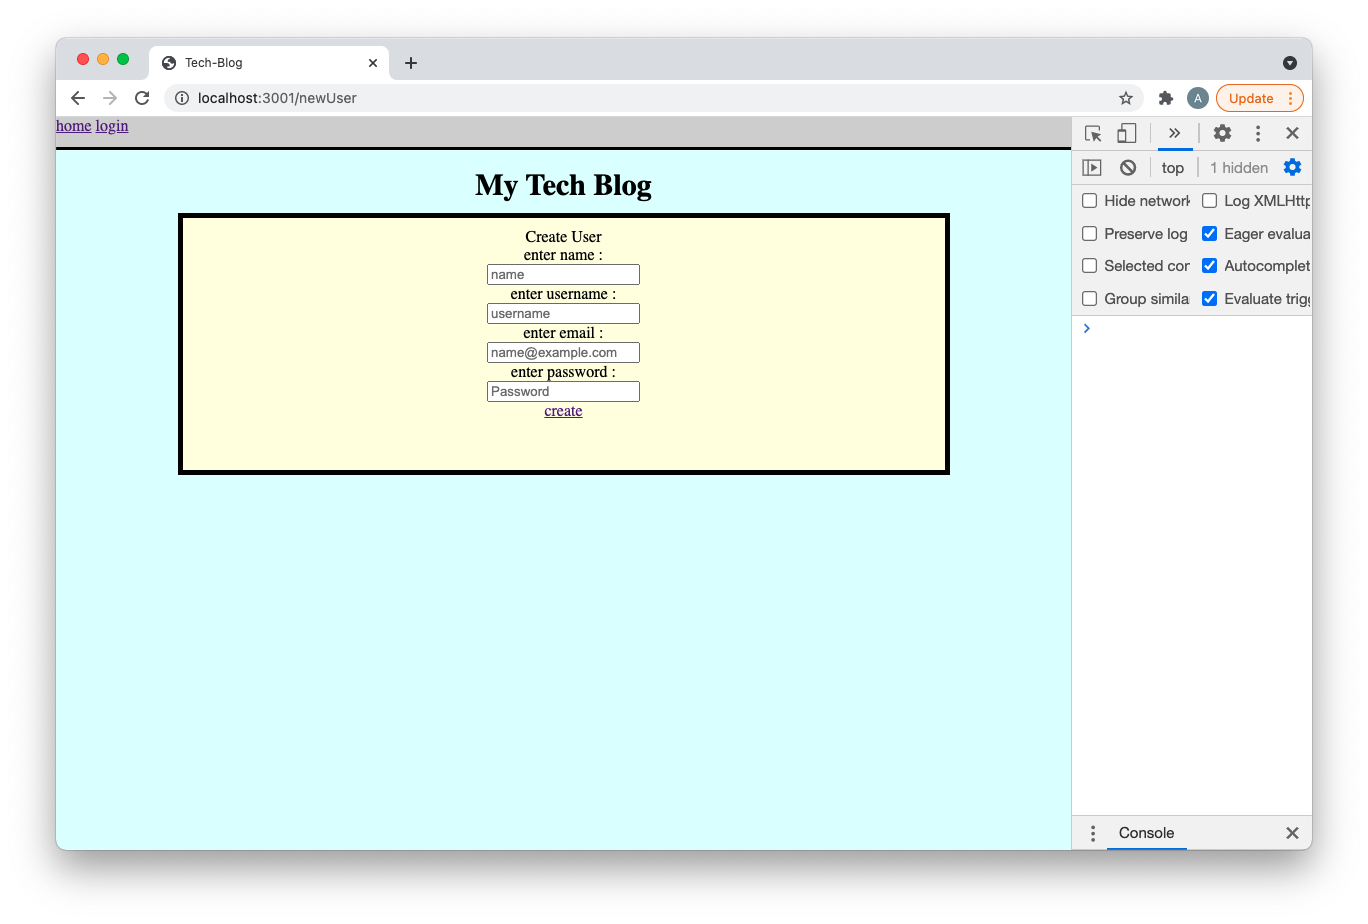 Tech-Blog
localhost:3001/newUser
A
Update
home login
My Tech Blog
Create User
enter name :
name
enter username :
username
enter email :
name@example.com
enter password :
Password
create
top
1 hidden
Hide network
Log XMLHttp
Preserve log
Eager evalua
Selected con
Autocomplet
Group simila
Evaluate trigg
Console